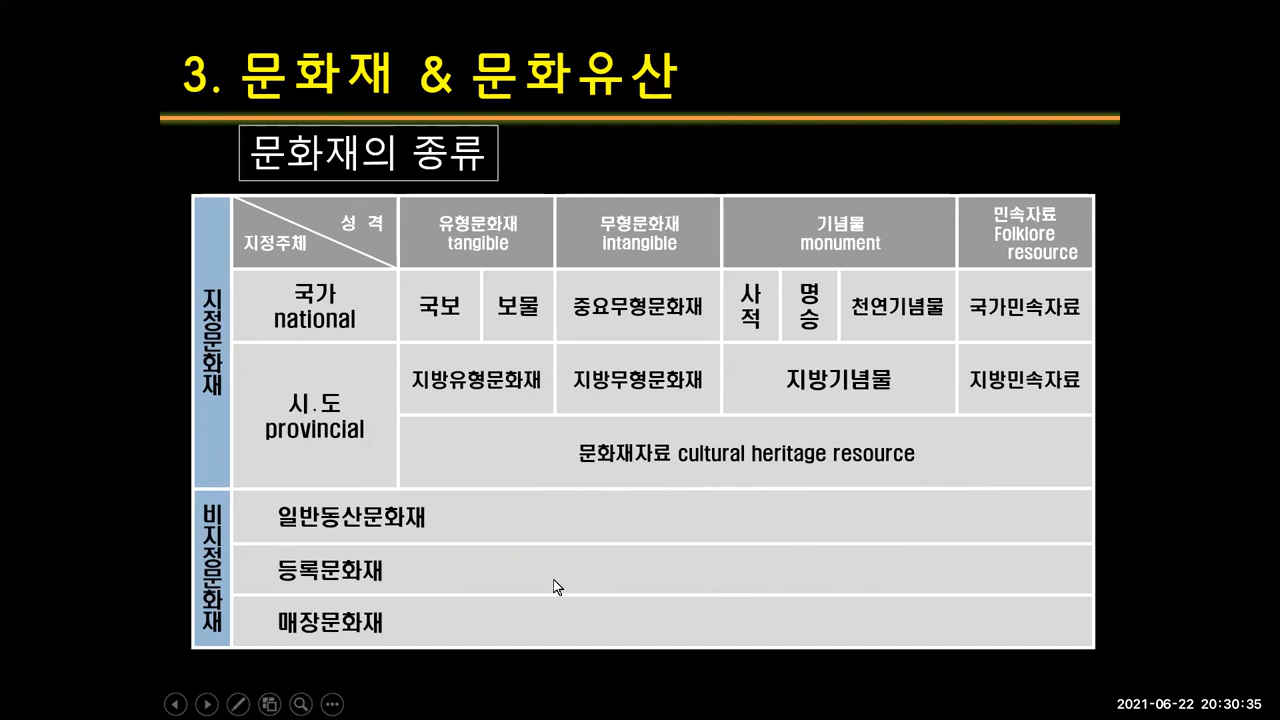 3. 문화재 & 문화유산
문화재의 종류
지정문화재
성 격
지정주체
유형문화재
tangible
무형문화재
intangible
기념물
monument
민속자료
Folklore
resource
국가
national
국보
보물
중요무형문화재
사적
명승
천연기념물
국가민속자료
시.도
provincial
지방유형문화재
지방무형문화재
지방기념물
지방민속자료
문화재자료 cultural heritage resource
비지정문화재
일반동산문화재
등록문화재
매장문화재
2021-06-22 20:30:35